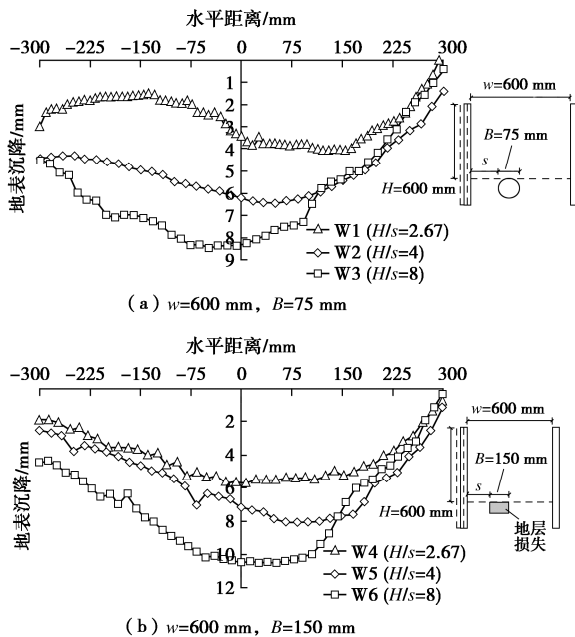 水平距离/mm
-300 -225 -150 -75 0 75 150 225 300
1
2
3
4
5
6
7
8
9
地表沉降/mm
W1 (H/s=2.67)
W2 (H/s=4)
W3 (H/s=8)
w=600 mm
B=75 mm
s
H=600 mm
(a) w=600 mm，B=75 mm
水平距离/mm
-300 -225 -150 -75 0 75 150 225 300
2
4
6
8
10
12
地表沉降/mm
W4 (H/s=2.67)
W5 (H/s=4)
W6 (H/s=8)
w=600 mm
B=150 mm
s
H=600 mm
地层
损失
(b) w=600 mm，B=150 mm